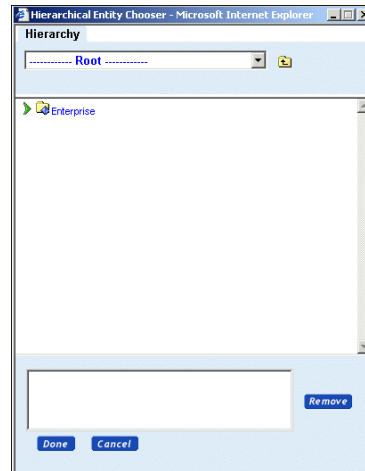 Hierarchical Entity Chooser - Microsoft Internet Explorer
Hierarchy
------------ Root ------------
Enterprise
Remove
Done Cancel